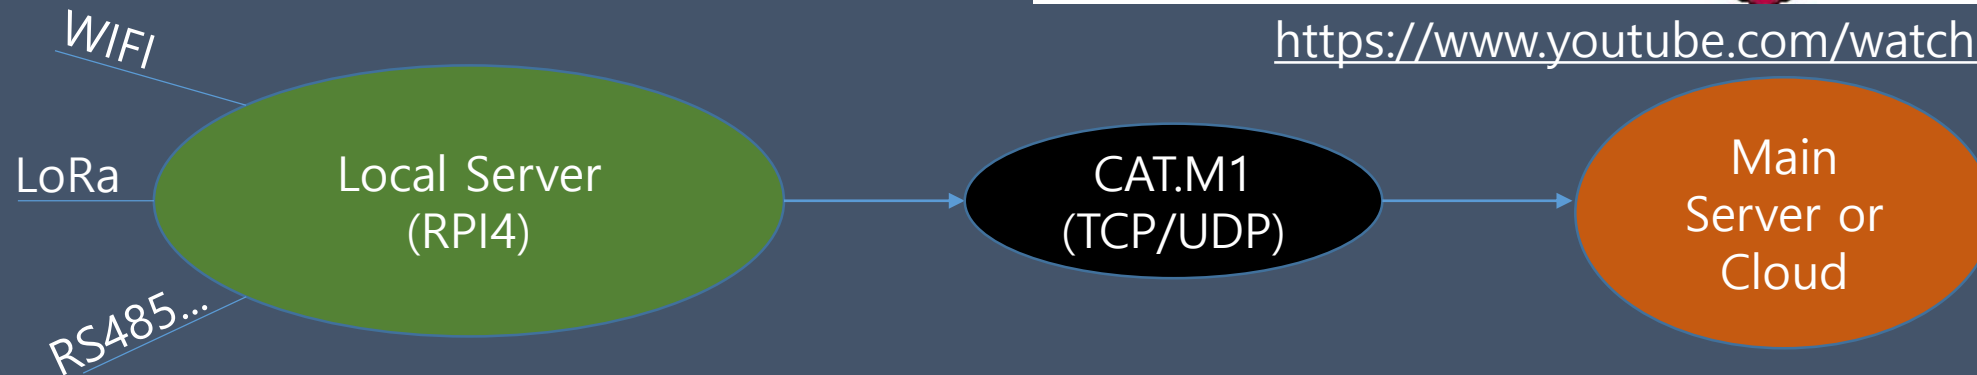 WIFI
https://www.youtube.com/watch
LoRa
Local Server
(RPI4)
CAT.M1
(TCP/UDP)
Main
Server or
Cloud
RS485...